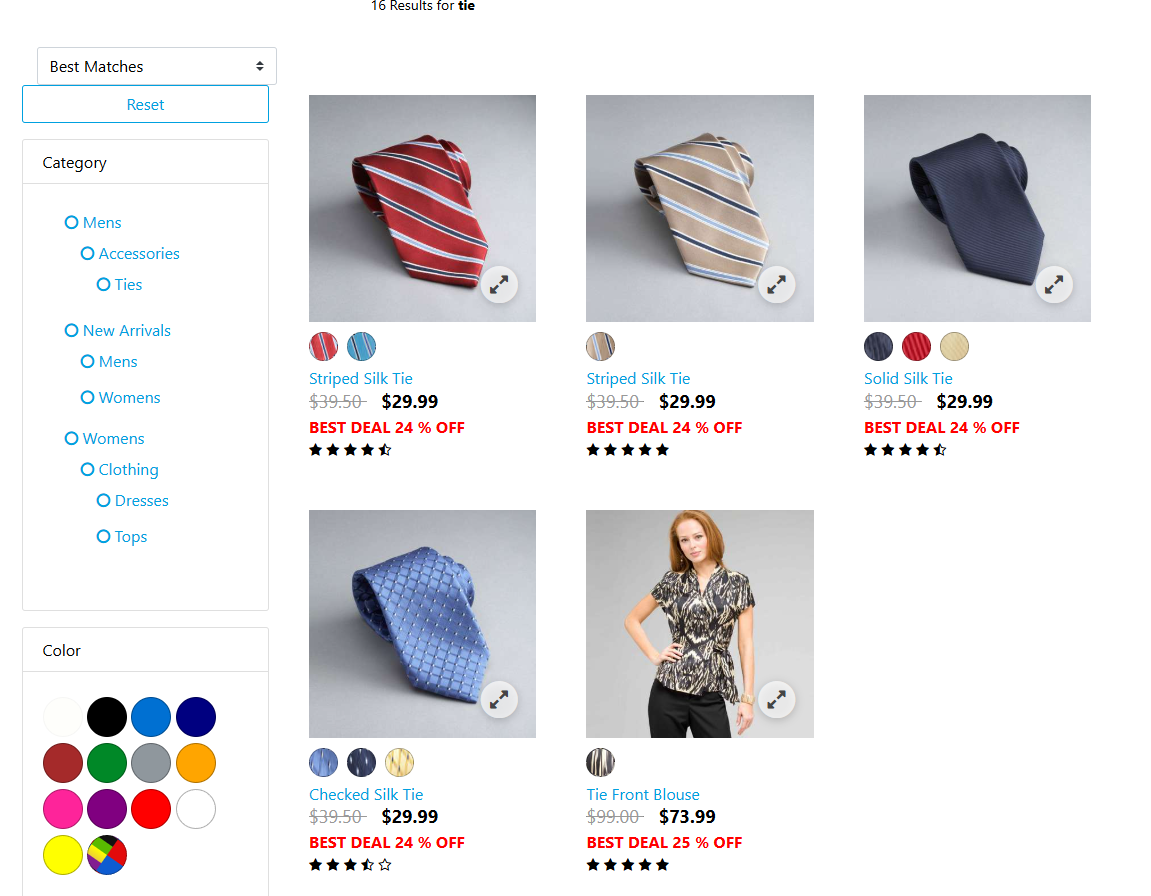 16 Results for tie
Best Matches
Reset
Category
Mens
Accessories
Ties
New Arrivals
Mens
Womens
Womens
Clothing
Dresses
Tops
Color
Striped Silk Tie
$39.50 $29.99
BEST DEAL 24 % OFF
Striped Silk Tie
$39.50 $29.99
BEST DEAL 24 % OFF
Solid Silk Tie
$39.50 $29.99
BEST DEAL 24 % OFF
Checked Silk Tie
$39.50 $29.99
BEST DEAL 24 % OFF
Tie Front Blouse
$99.00 $73.99
BEST DEAL 25 % OFF